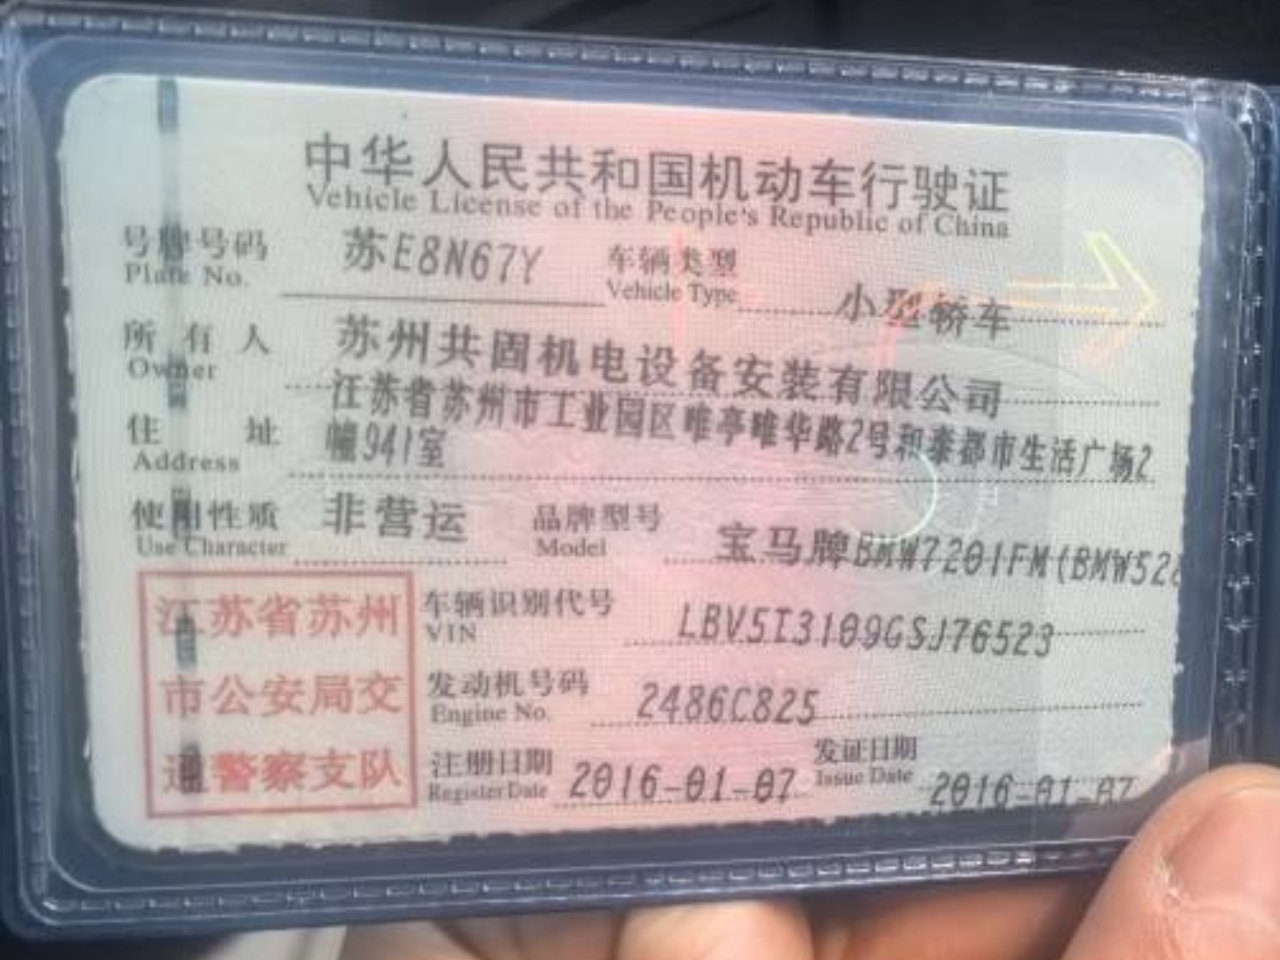 中华人民共和国机动车行驶证
Vehicle License of the People's Republic of China
号牌号码 苏E8N67Y 车辆类型 小型轿车
Plate No. Vehicle Type
所有人 苏州共固机电设备安装有限公司
Owner
住址 江苏省苏州市工业园区唯亭唯华路2号和泰都市生活广场2
幢941室
Address
使用性质 非营运 品牌型号 宝马牌BMW7201FM(BMW528
Use Character Model
江苏省苏州
市公安局交
通警察支队
车辆识别代号 LBV5I3109GSJ76523
VIN
发动机号码 2486C825
Engine No.
注册日期 2016-01-07 发证日期 2016-01-07
Register Date Issue Date